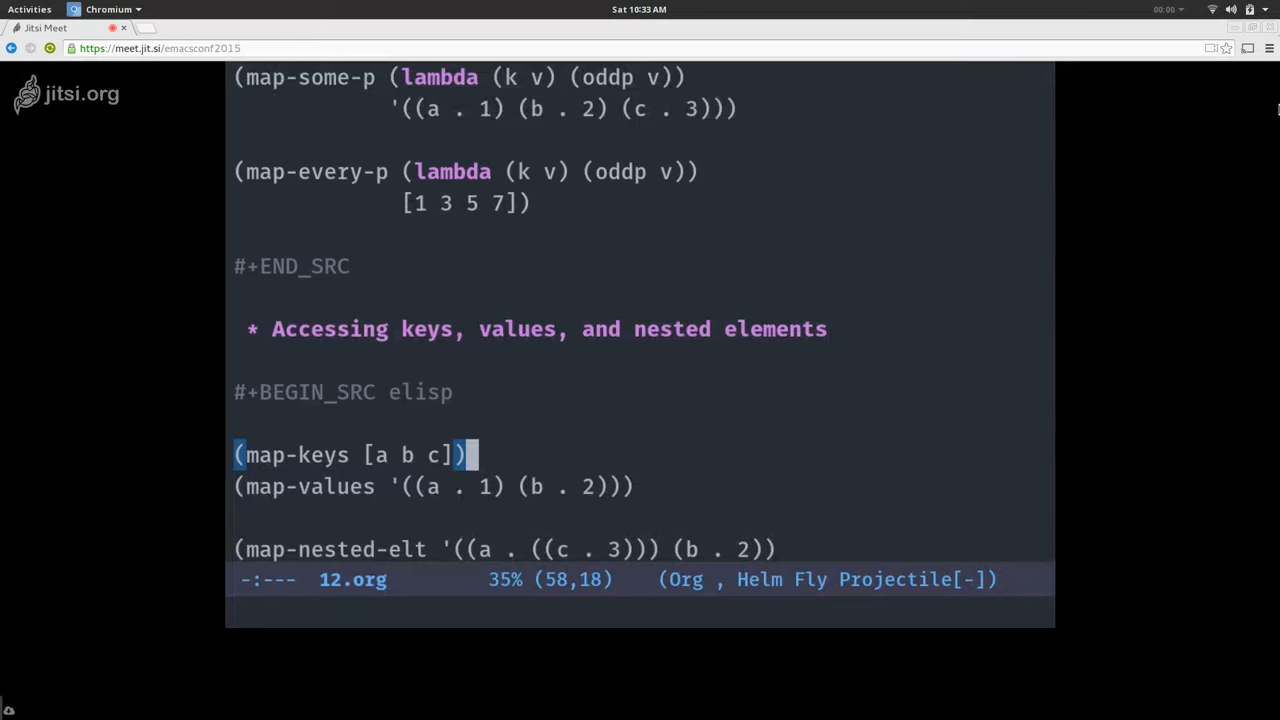 Activities Chromium Sat 10:33 AM 00:00
Jitsi Meet ×
https://meet.jit.si/emacsconf2015
jitsi.org
(map-some-p (lambda (k v) (oddp v))
'((a . 1) (b . 2) (c . 3)))
(map-every-p (lambda (k v) (oddp v))
[1 3 5 7])
#+END_SRC
* Accessing keys, values, and nested elements
#+BEGIN_SRC elisp
(map-keys [a b c])
(map-values '((a . 1) (b . 2)))
(map-nested-elt '((a . ((c . 3))) (b . 2))
-:--- 12.org 35% (58,18) (Org , Helm Fly Projectile[-])